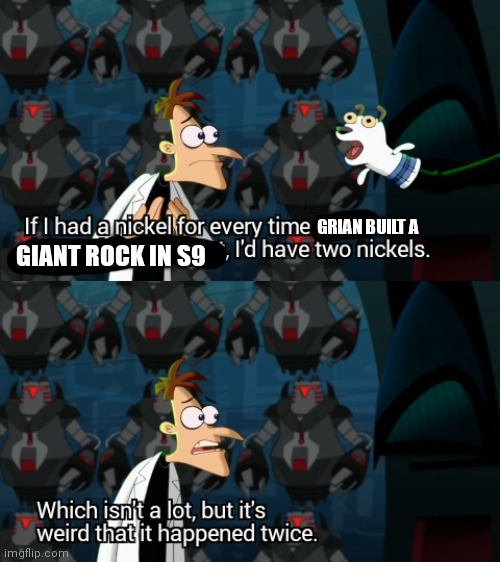 If I had a nickel for every time GRIAN BUILT A
GIANT ROCK IN S9, I'd have two nickels.
Which isn't a lot, but it's
weird that it happened twice.
imgflip.com